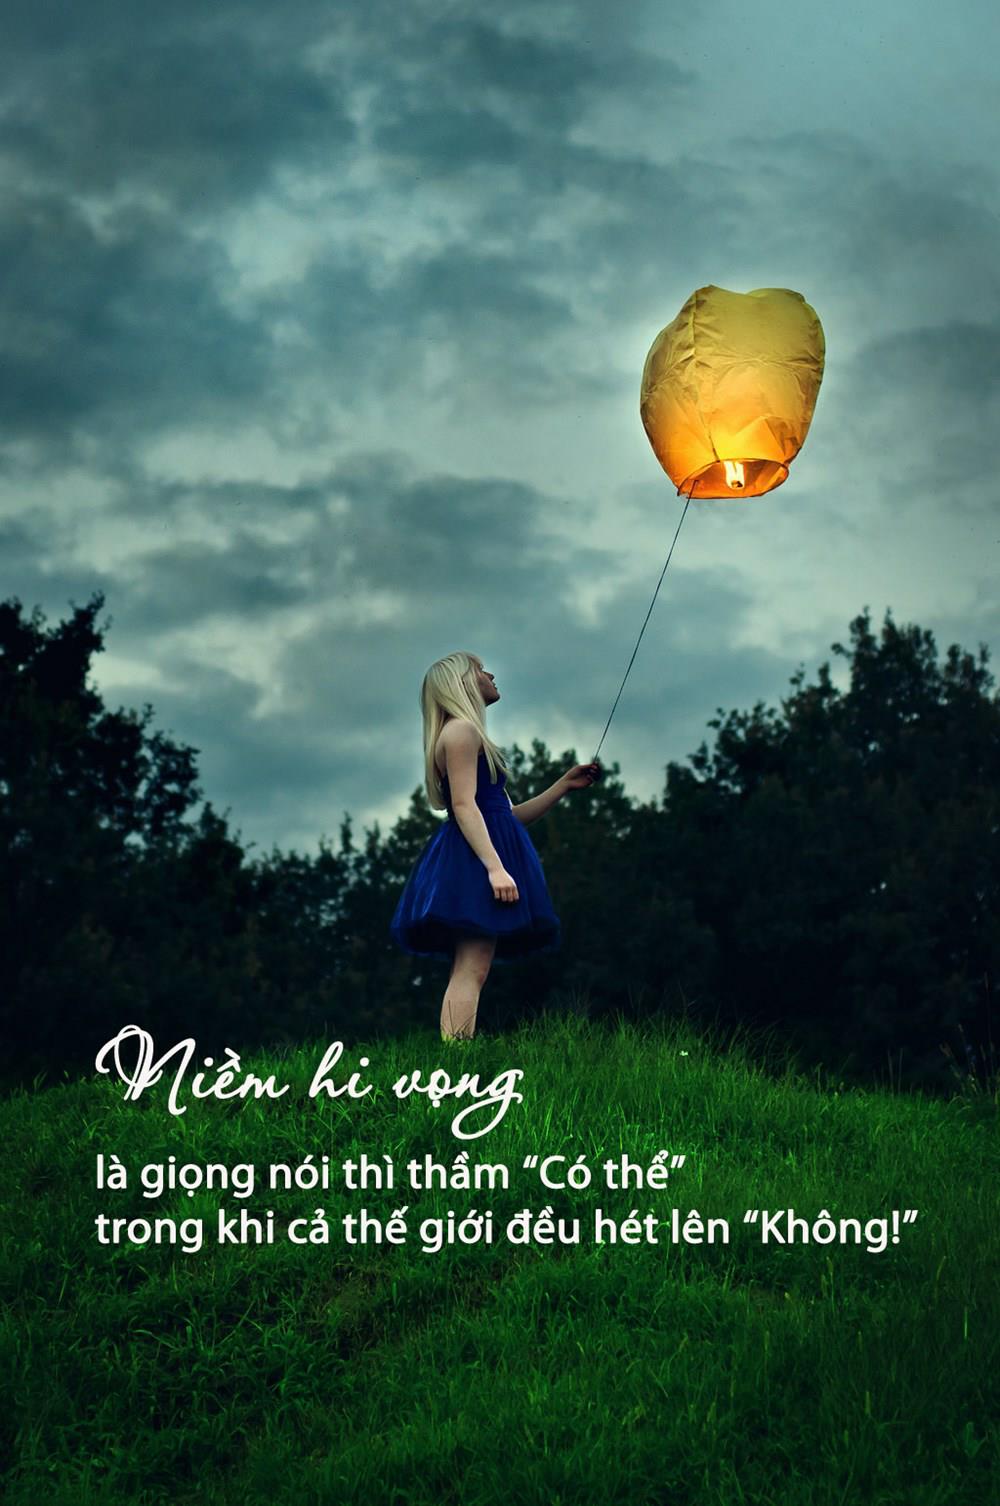 Niềm hi vọng
là giọng nói thì thầm “Có thể”
trong khi cả thế giới đều hét lên “Không!”